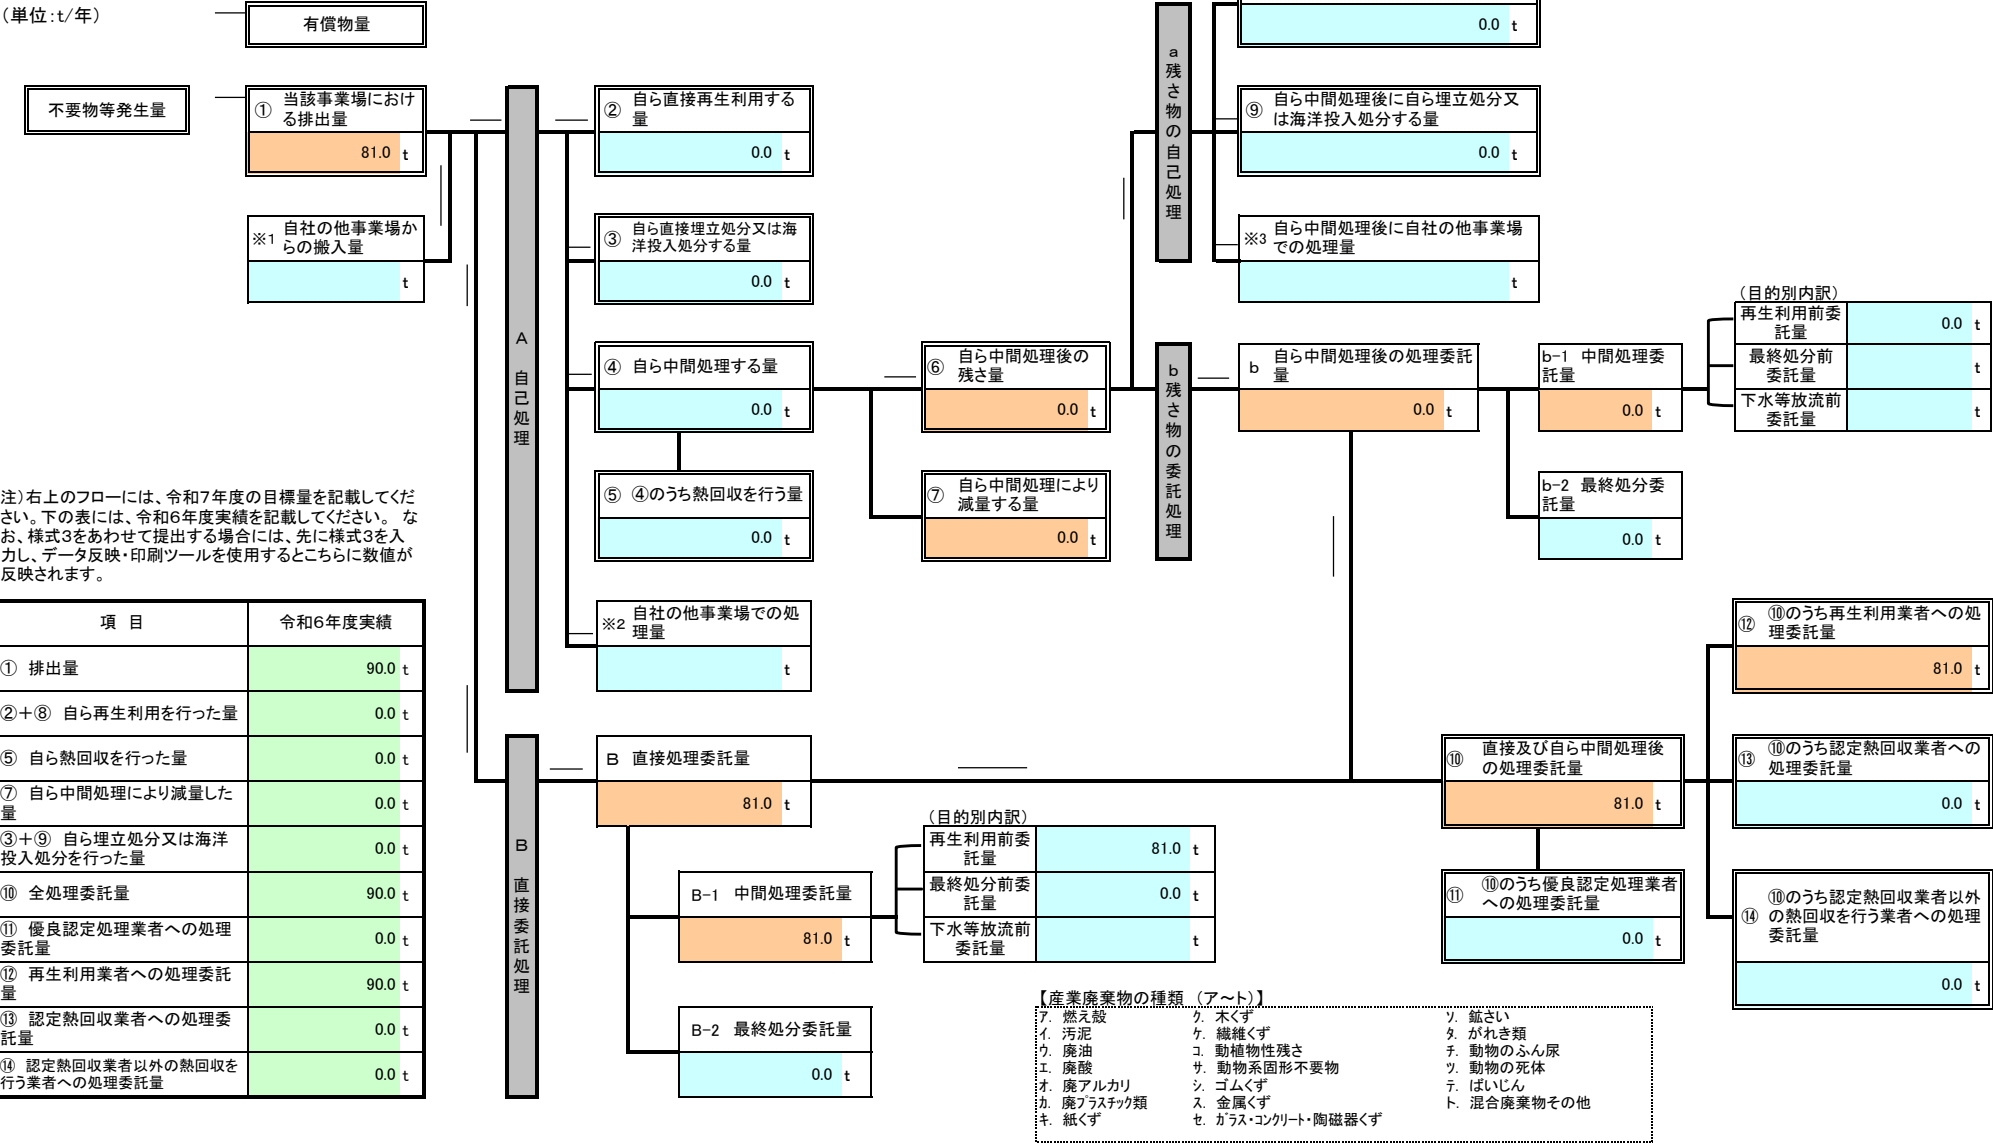 （単位：t/年）
有償物量
不要物等発生量
① 当該事業場におけ
る排出量
81.0 t
※1 自社の他事業場か
らの搬入量
t
A 自己処理
② 自ら直接再生利用する
量
0.0 t
③ 自ら直接埋立処分又は海
洋投入処分する量
0.0 t
④ 自ら中間処理する量
0.0 t
⑤ ④のうち熱回収を行う量
0.0 t
※2 自社の他事業場での処
理量
t
⑥ 自ら中間処理後の
残さ量
0.0 t
⑦ 自ら中間処理により
減量する量
0.0 t
a 残さ物の自己処理
0.0 t
⑨ 自ら中間処理後に自ら埋立処分又
は海洋投入処分する量
0.0 t
※3 自ら中間処理後に自社の他事業場
での処理量
t
b 残さ物の委託処理
b 自ら中間処理後の処理委託
量
0.0 t
b-1 中間処理委
託量
0.0 t
b-2 最終処分委
託量
0.0 t
（目的別内訳）
再生利用前委
託量
0.0 t
最終処分前
委託量
t
下水等放流前
委託量
t
注）右上のフローには、令和7年度の目標量を記載してくだ
さい。下の表には、令和6年度実績を記載してください。 な
お、様式3をあわせて提出する場合には、先に様式3を入
力し、データ反映・印刷ツールを使用するとこちらに数値が
反映されます。
項 目 令和6年度実績
① 排出量 90.0 t
②＋⑧ 自ら再生利用を行った量 0.0 t
⑤ 自ら熱回収を行った量 0.0 t
⑦ 自ら中間処理により減量した
量 0.0 t
③＋⑨ 自ら埋立処分又は海洋
投入処分を行った量 0.0 t
⑩ 全処理委託量 90.0 t
⑪ 優良認定処理業者への処理
委託量 0.0 t
⑫ 再生利用業者への処理委託
量 90.0 t
⑬ 認定熱回収業者への処理委
託量 0.0 t
⑭ 認定熱回収業者以外の熱回収を
行う業者への処理委託量 0.0 t
B 直接委託処理
B 直接処理委託量
81.0 t
B-1 中間処理委託量
81.0 t
B-2 最終処分委託量
0.0 t
（目的別内訳）
再生利用前委
託量
81.0 t
最終処分前委
託量
0.0 t
下水等放流前
委託量
t
⑩ 直接及び自ら中間処理後
の処理委託量
81.0 t
⑪ ⑩のうち優良認定処理業者
への処理委託量
0.0 t
⑫ ⑩のうち再生利用業者への処
理委託量
81.0 t
⑬ ⑩のうち認定熱回収業者への
処理委託量
0.0 t
⑭ ⑩のうち認定熱回収業者以外
の熱回収を行う業者への処理
委託量
0.0 t
【産業廃棄物の種類 （ア～ト）】
ア. 燃え殻 ク. 木くず ソ. 鉱さい
イ. 汚泥 ケ. 繊維くず タ. がれき類
ウ. 廃油 コ. 動植物性残さ チ. 動物のふん尿
エ. 廃酸 サ. 動物系固形不要物 ツ. 動物の死体
オ. 廃アルカリ シ. ゴムくず テ. ばいじん
カ. 廃プラスチック類 ス. 金属くず ト. 混合廃棄物その他
キ. 紙くず セ. ガラス・コンクリート・陶磁器くず